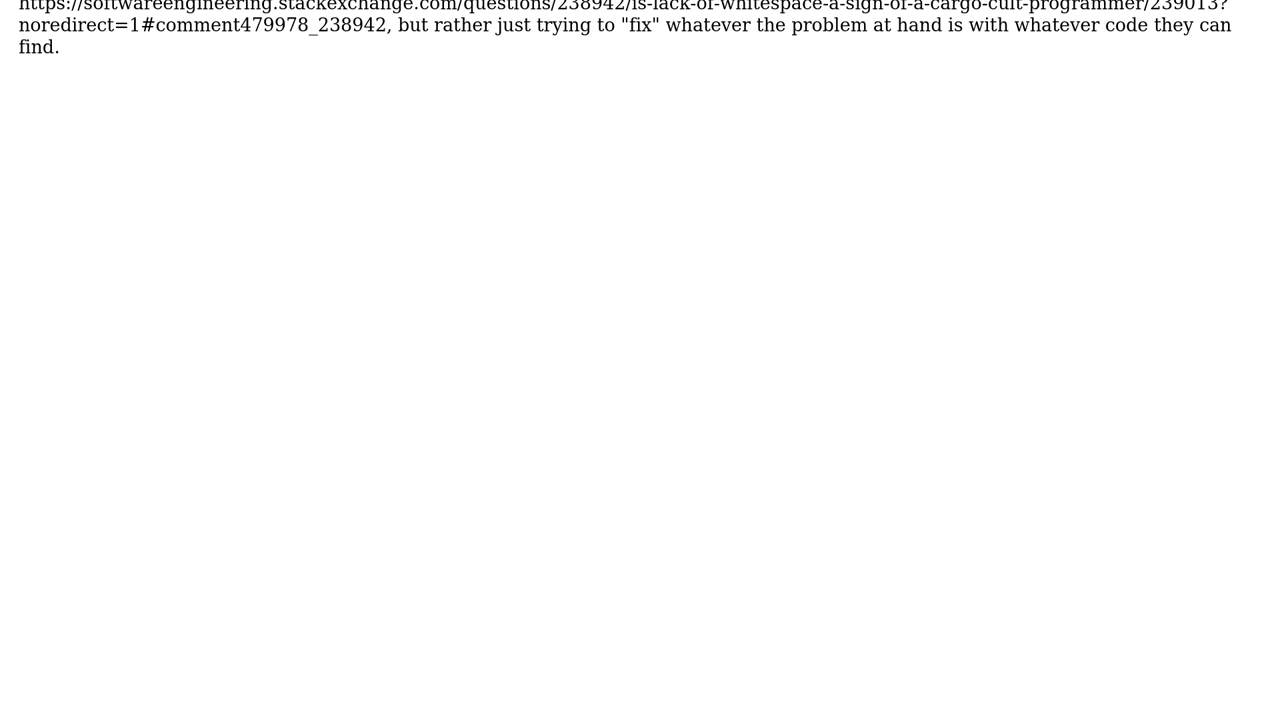 https://softwareengineering.stackexchange.com/questions/238942/is-lack-of-whitespace-a-sign-of-a-cargo-cult-programmer/239013?
noredirect=1#comment479978_238942, but rather just trying to "fix" whatever the problem at hand is with whatever code they can
find.